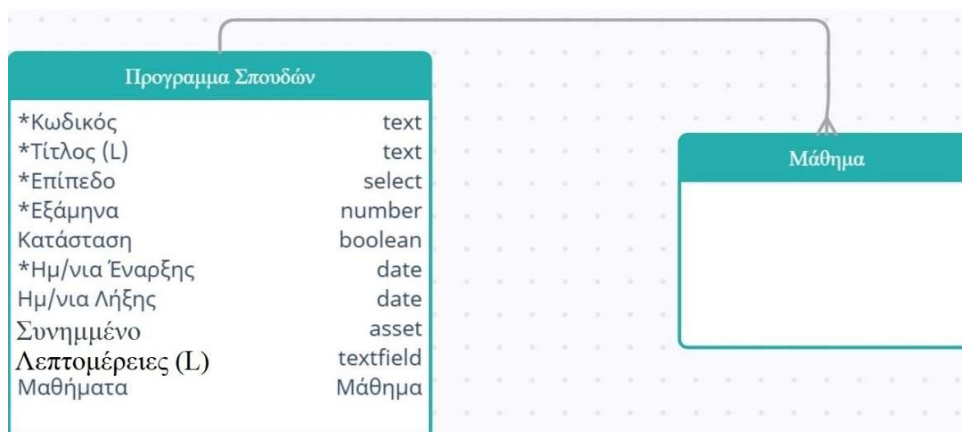 Προγραμμα Σπουδών
*Κωδικός text
*Τίτλος (L) text
*Επίπεδο select
*Εξάμηνα number
Κατάσταση boolean
*Ημ/νια Έναρξης date
Ημ/νια Λήξης date
Συνημμένο asset
Λεπτομέρειες (L) textfield
Μαθήματα Μάθημα
Μάθημα